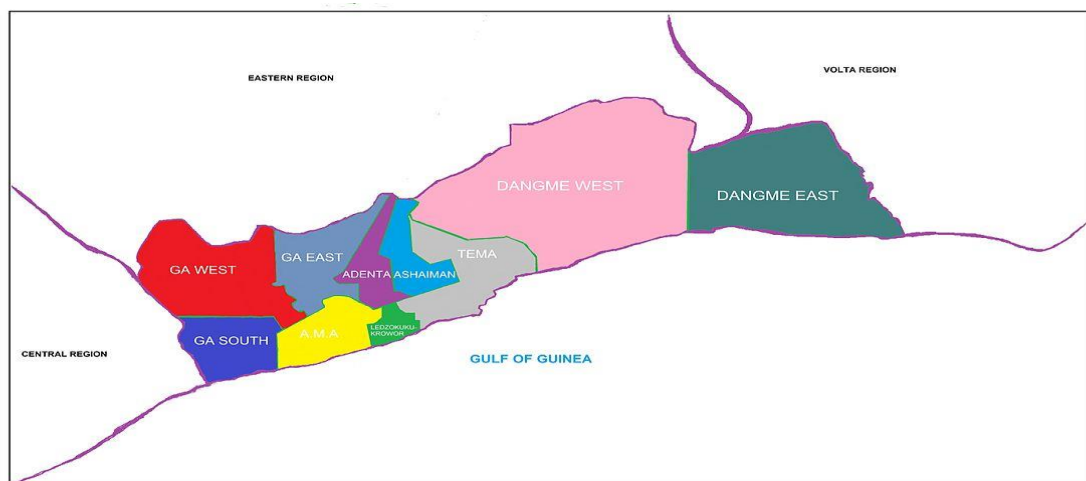 EASTERN REGION
VOLTA REGION
DANGME WEST
DANGME EAST
GA WEST
GA EAST
ADENTA
ASHAIMAN
TEMA
GA SOUTH
A.M.A
LEDZOKUKU-
KROWOR
CENTRAL REGION
GULF OF GUINEA